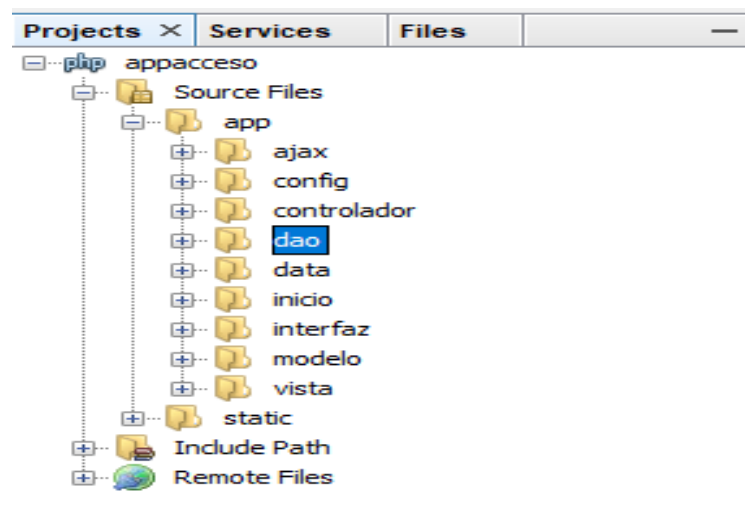 Projects × Services Files
php appacceso
Source Files
app
ajax
config
controlador
dao
data
inicio
interfaz
modelo
vista
static
Include Path
Remote Files